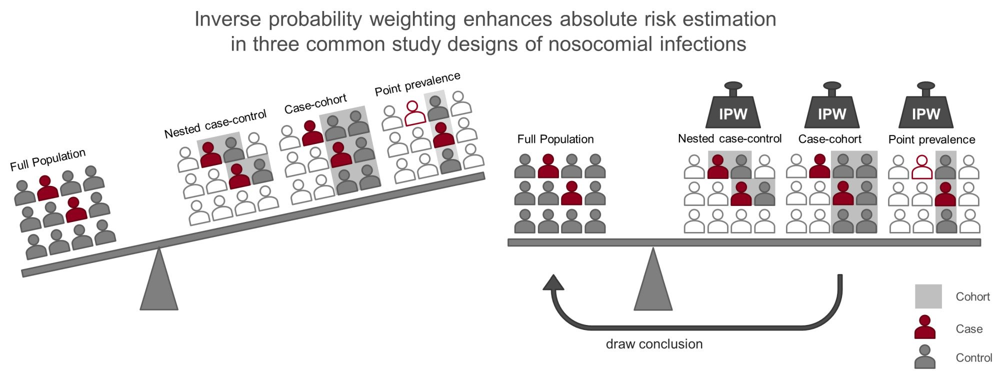 Inverse probability weighting enhances absolute risk estimation
in three common study designs of nosocomial infections
Full Population
Nested case-control
Case-cohort
Point prevalence
IPW
IPW
IPW
Full Population
Nested case-control
Case-cohort
Point prevalence
draw conclusion
Cohort
Case
Control